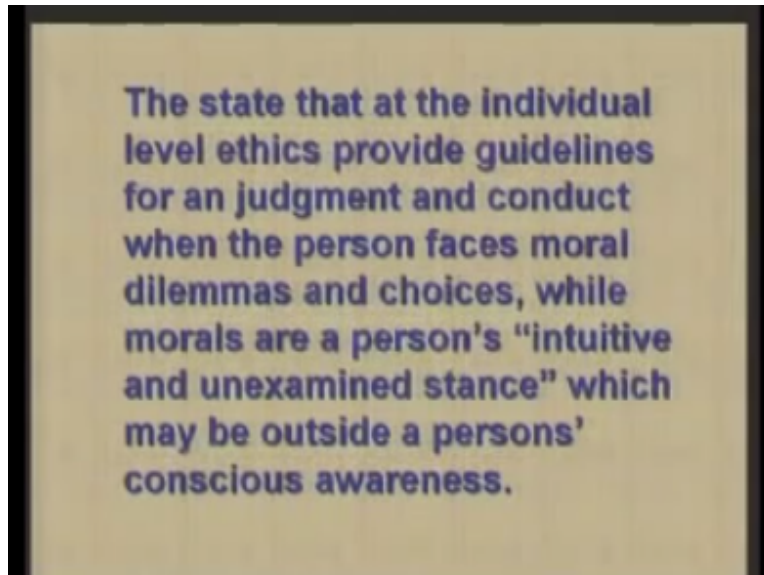 The state that at the individual
level ethics provide guidelines
for an judgment and conduct
when the person faces moral
dilemmas and choices, while
morals are a person's “intuitive
and unexamined stance” which
may be outside a persons’
conscious awareness.